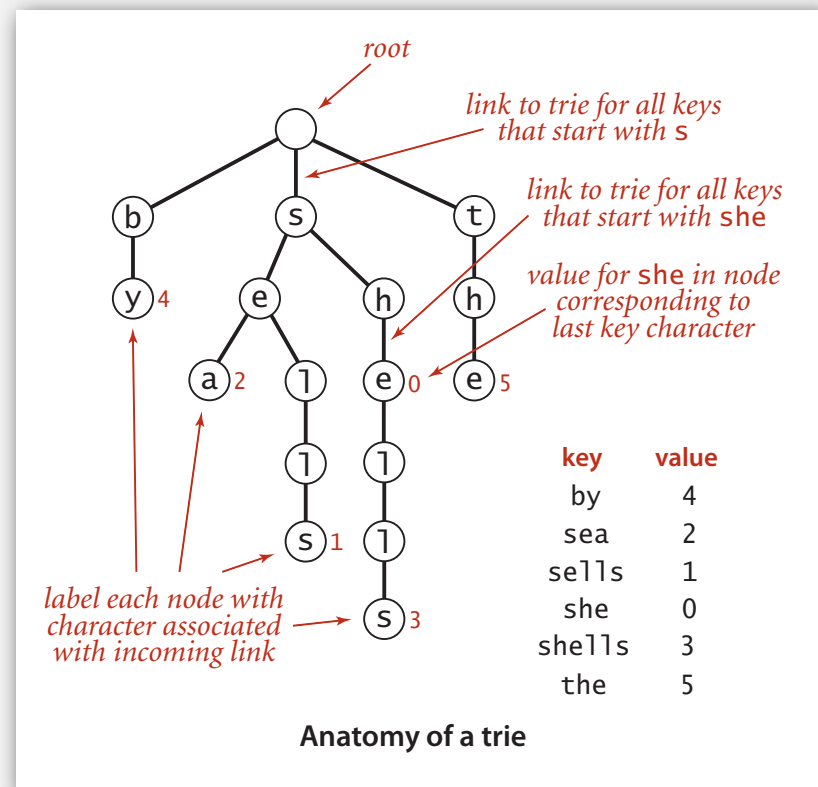 root
link to trie for all keys
that start with s
link to trie for all keys
that start with she
b
s
t
value for she in node
corresponding to
last key character
y 4
e
h
h
a 2
l
e 0
e 5
l
l
key value
by 4
s 1
l
sea 2
sells 1
label each node with
character associated
with incoming link
s 3
she 0
shells 3
the 5
Anatomy of a trie